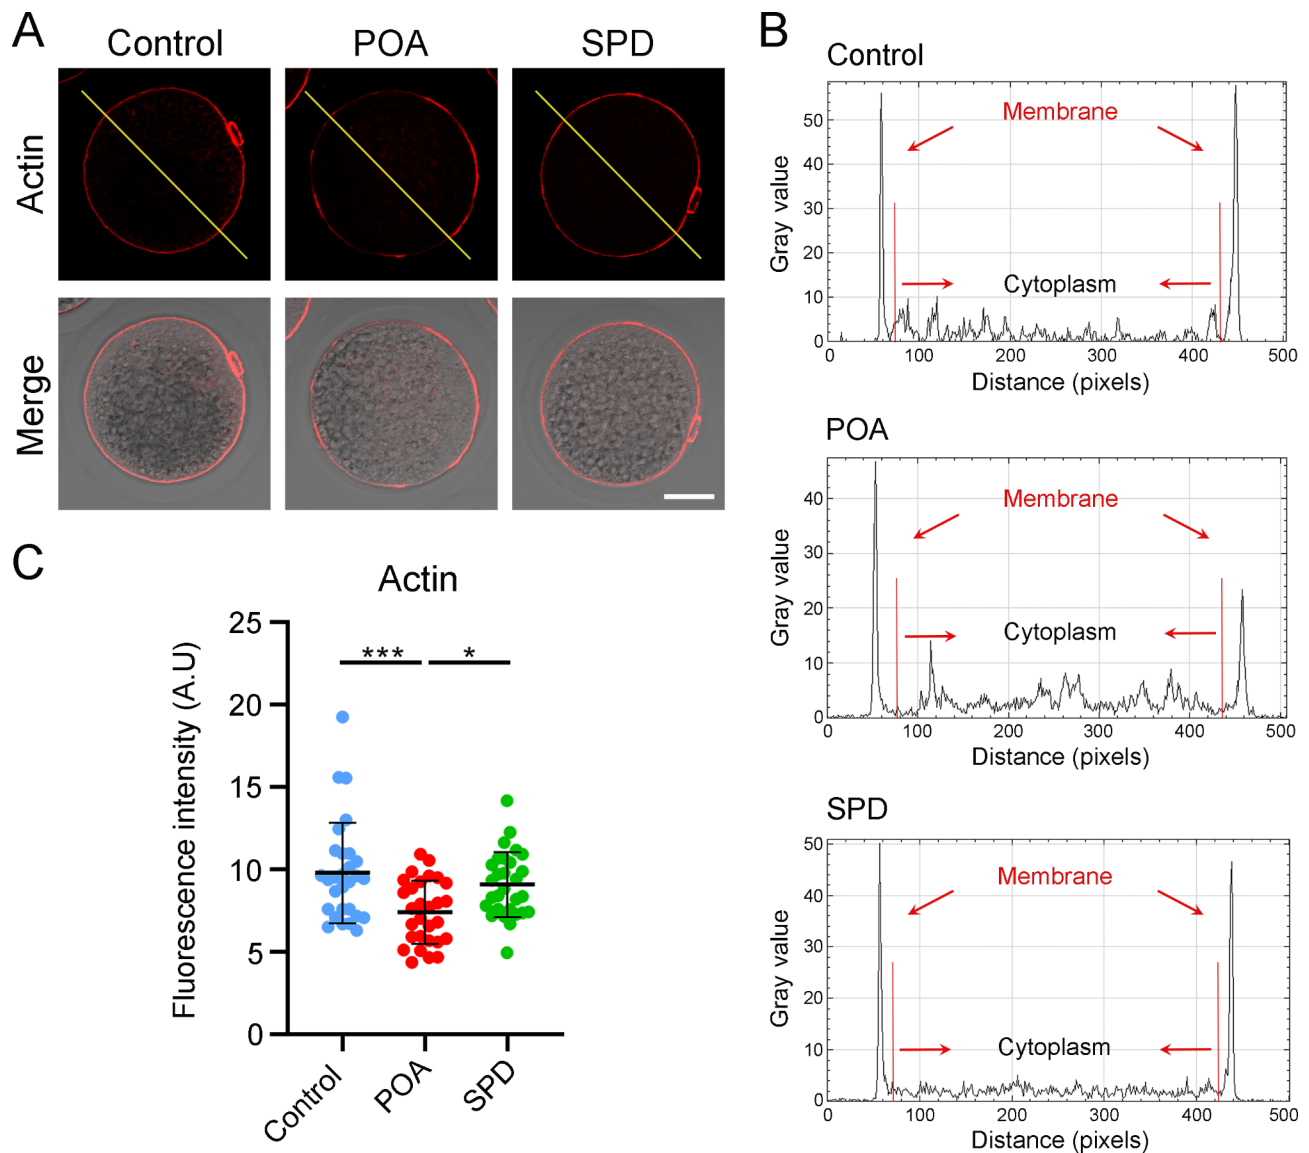 A
Control
POA
SPD
Actin
Merge
B
Control
Gray value
50
40
30
20
10
0
Membrane
Cytoplasm
0
100
200
300
400
500
Distance (pixels)
POA
Gray value
40
30
20
10
0
Membrane
Cytoplasm
0
100
200
300
400
500
Distance (pixels)
SPD
Gray value
50
40
30
20
10
0
Membrane
Cytoplasm
0
100
200
300
400
500
Distance (pixels)
C
Actin
Fluorescence intensity (A.U)
25
20
15
10
5
0
***
*
Control
POA
SPD